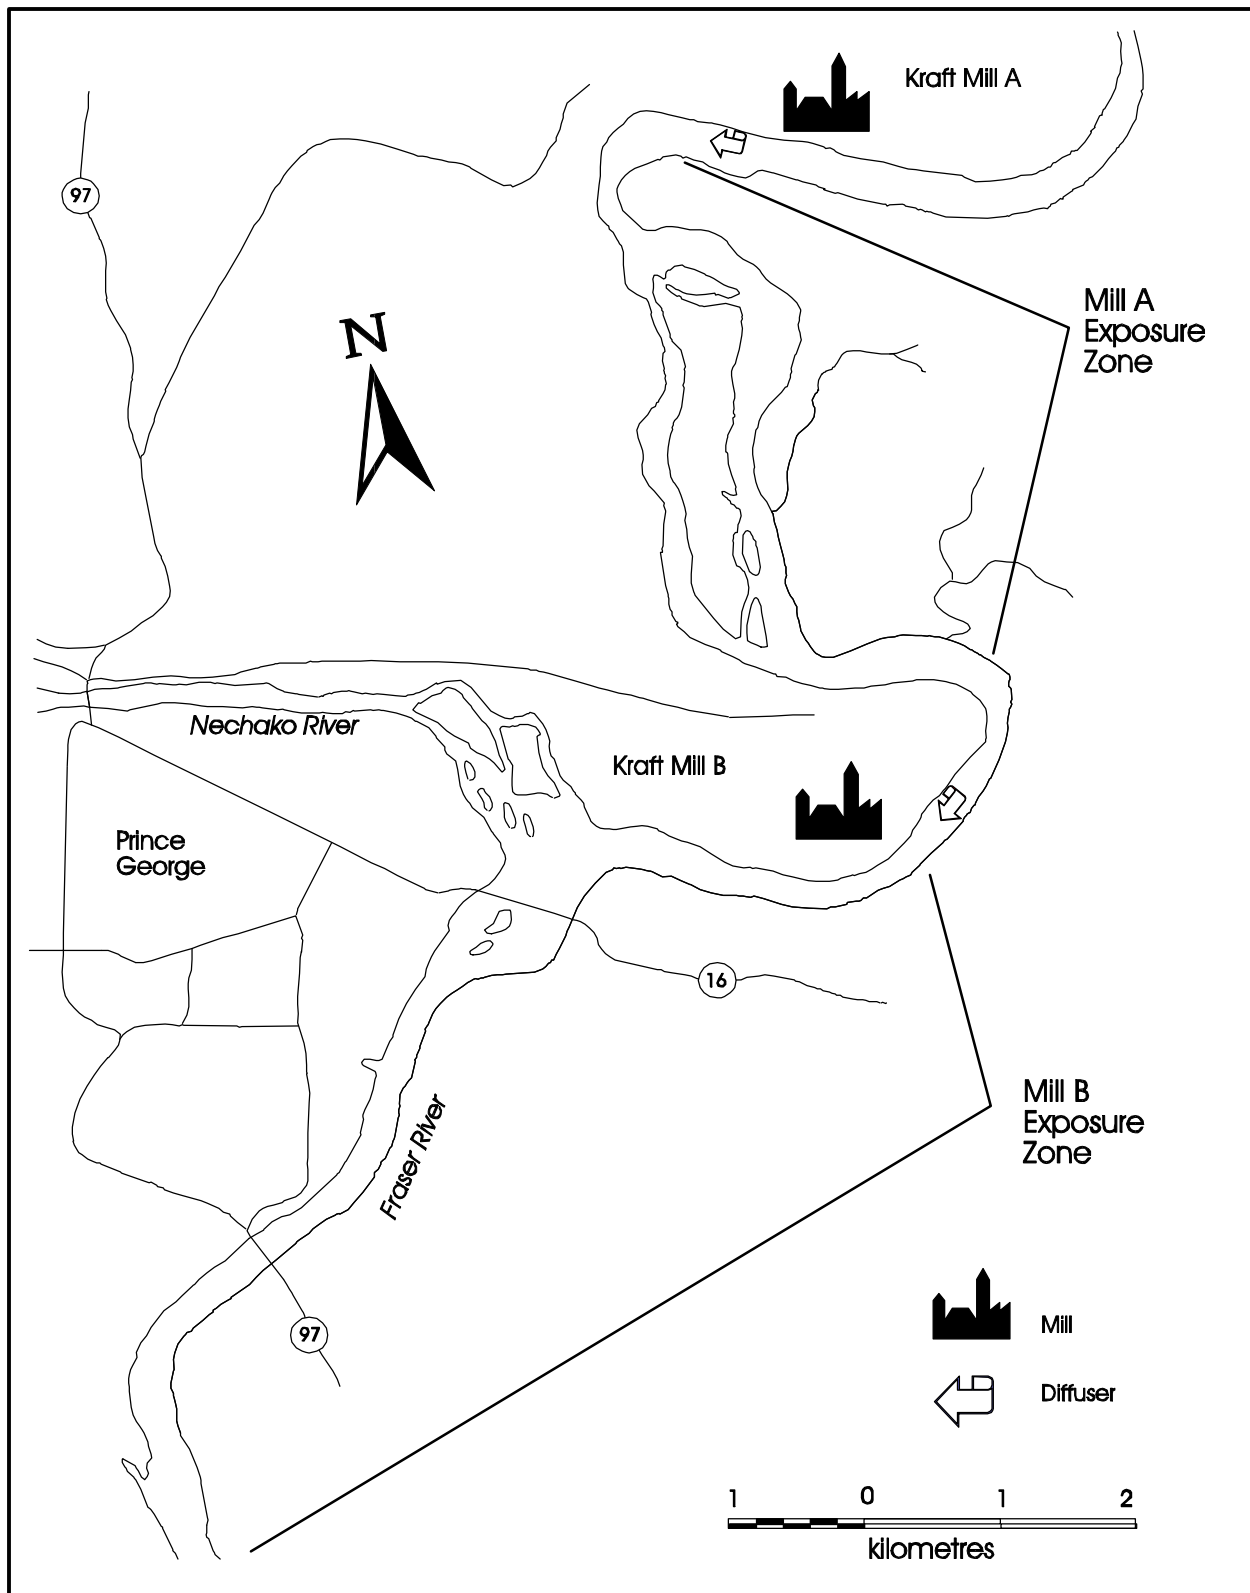 Kraft Mill A
97
Mill A
Exposure
Zone
N
Nechako River
Kraft Mill B
Prince
George
16
Mill B
Exposure
Zone
Fraser River
97
Mill
Diffuser
1 0 1 2
kilometres